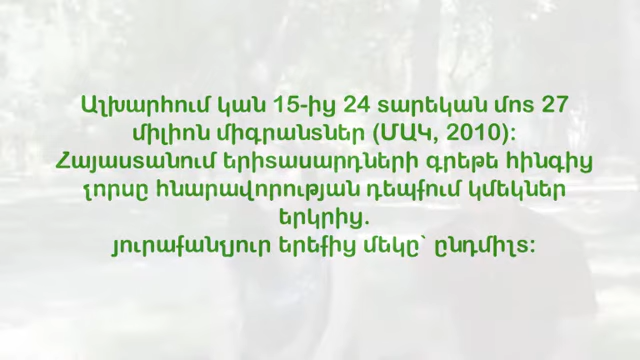 Աշխարհում կան 15-ից 24 տարեկան մոտ 27
միլիոն միգրանտներ (ՄԱԿ, 2010):
Հայաստանում երիտասարդների գրեթե հինգից
չորսը հնարավորության դեպքում կմեկներ
երկրից.
յուրաքանչյուր երեքից մեկը` ընդմիշտ: